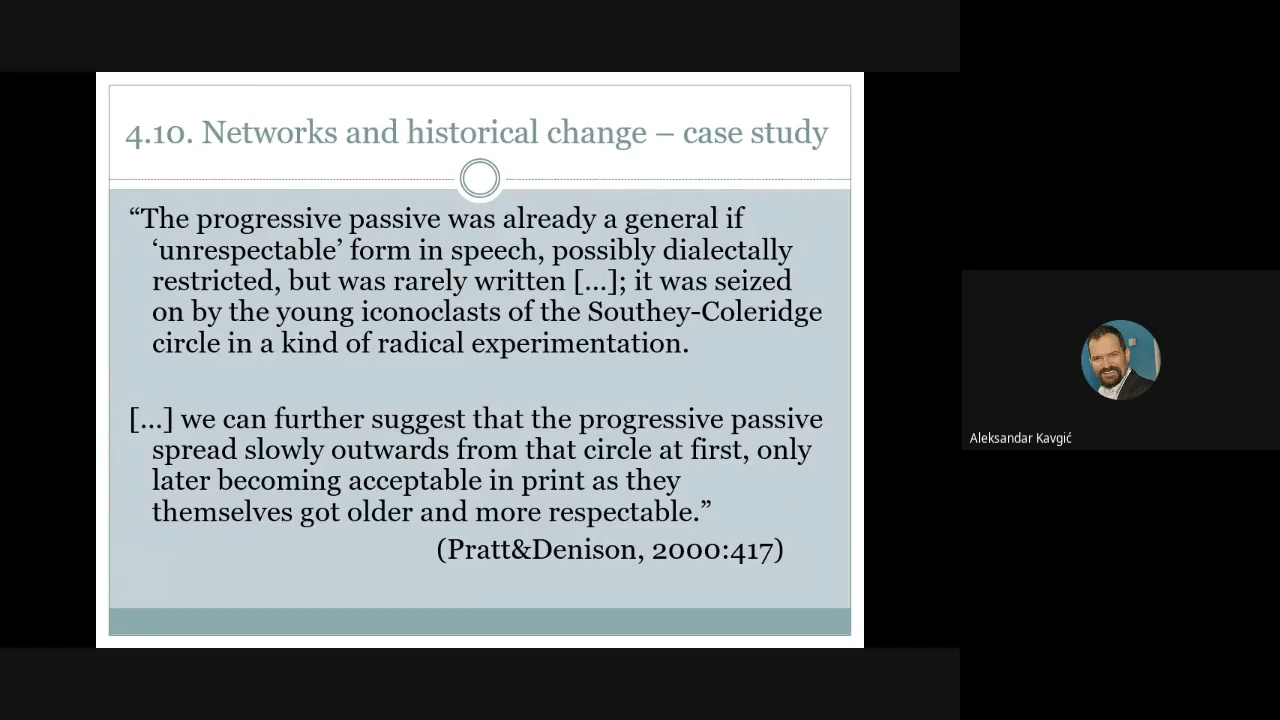 4.10. Networks and historical change – case study
“The progressive passive was already a general if
‘unrespectable’ form in speech, possibly dialectally
restricted, but was rarely written [...]; it was seized
on by the young iconoclasts of the Southey-Coleridge
circle in a kind of radical experimentation.
[...] we can further suggest that the progressive passive
spread slowly outwards from that circle at first, only
later becoming acceptable in print as they
themselves got older and more respectable.”
(Pratt&Denison, 2000:417)
Aleksandar Kavgić